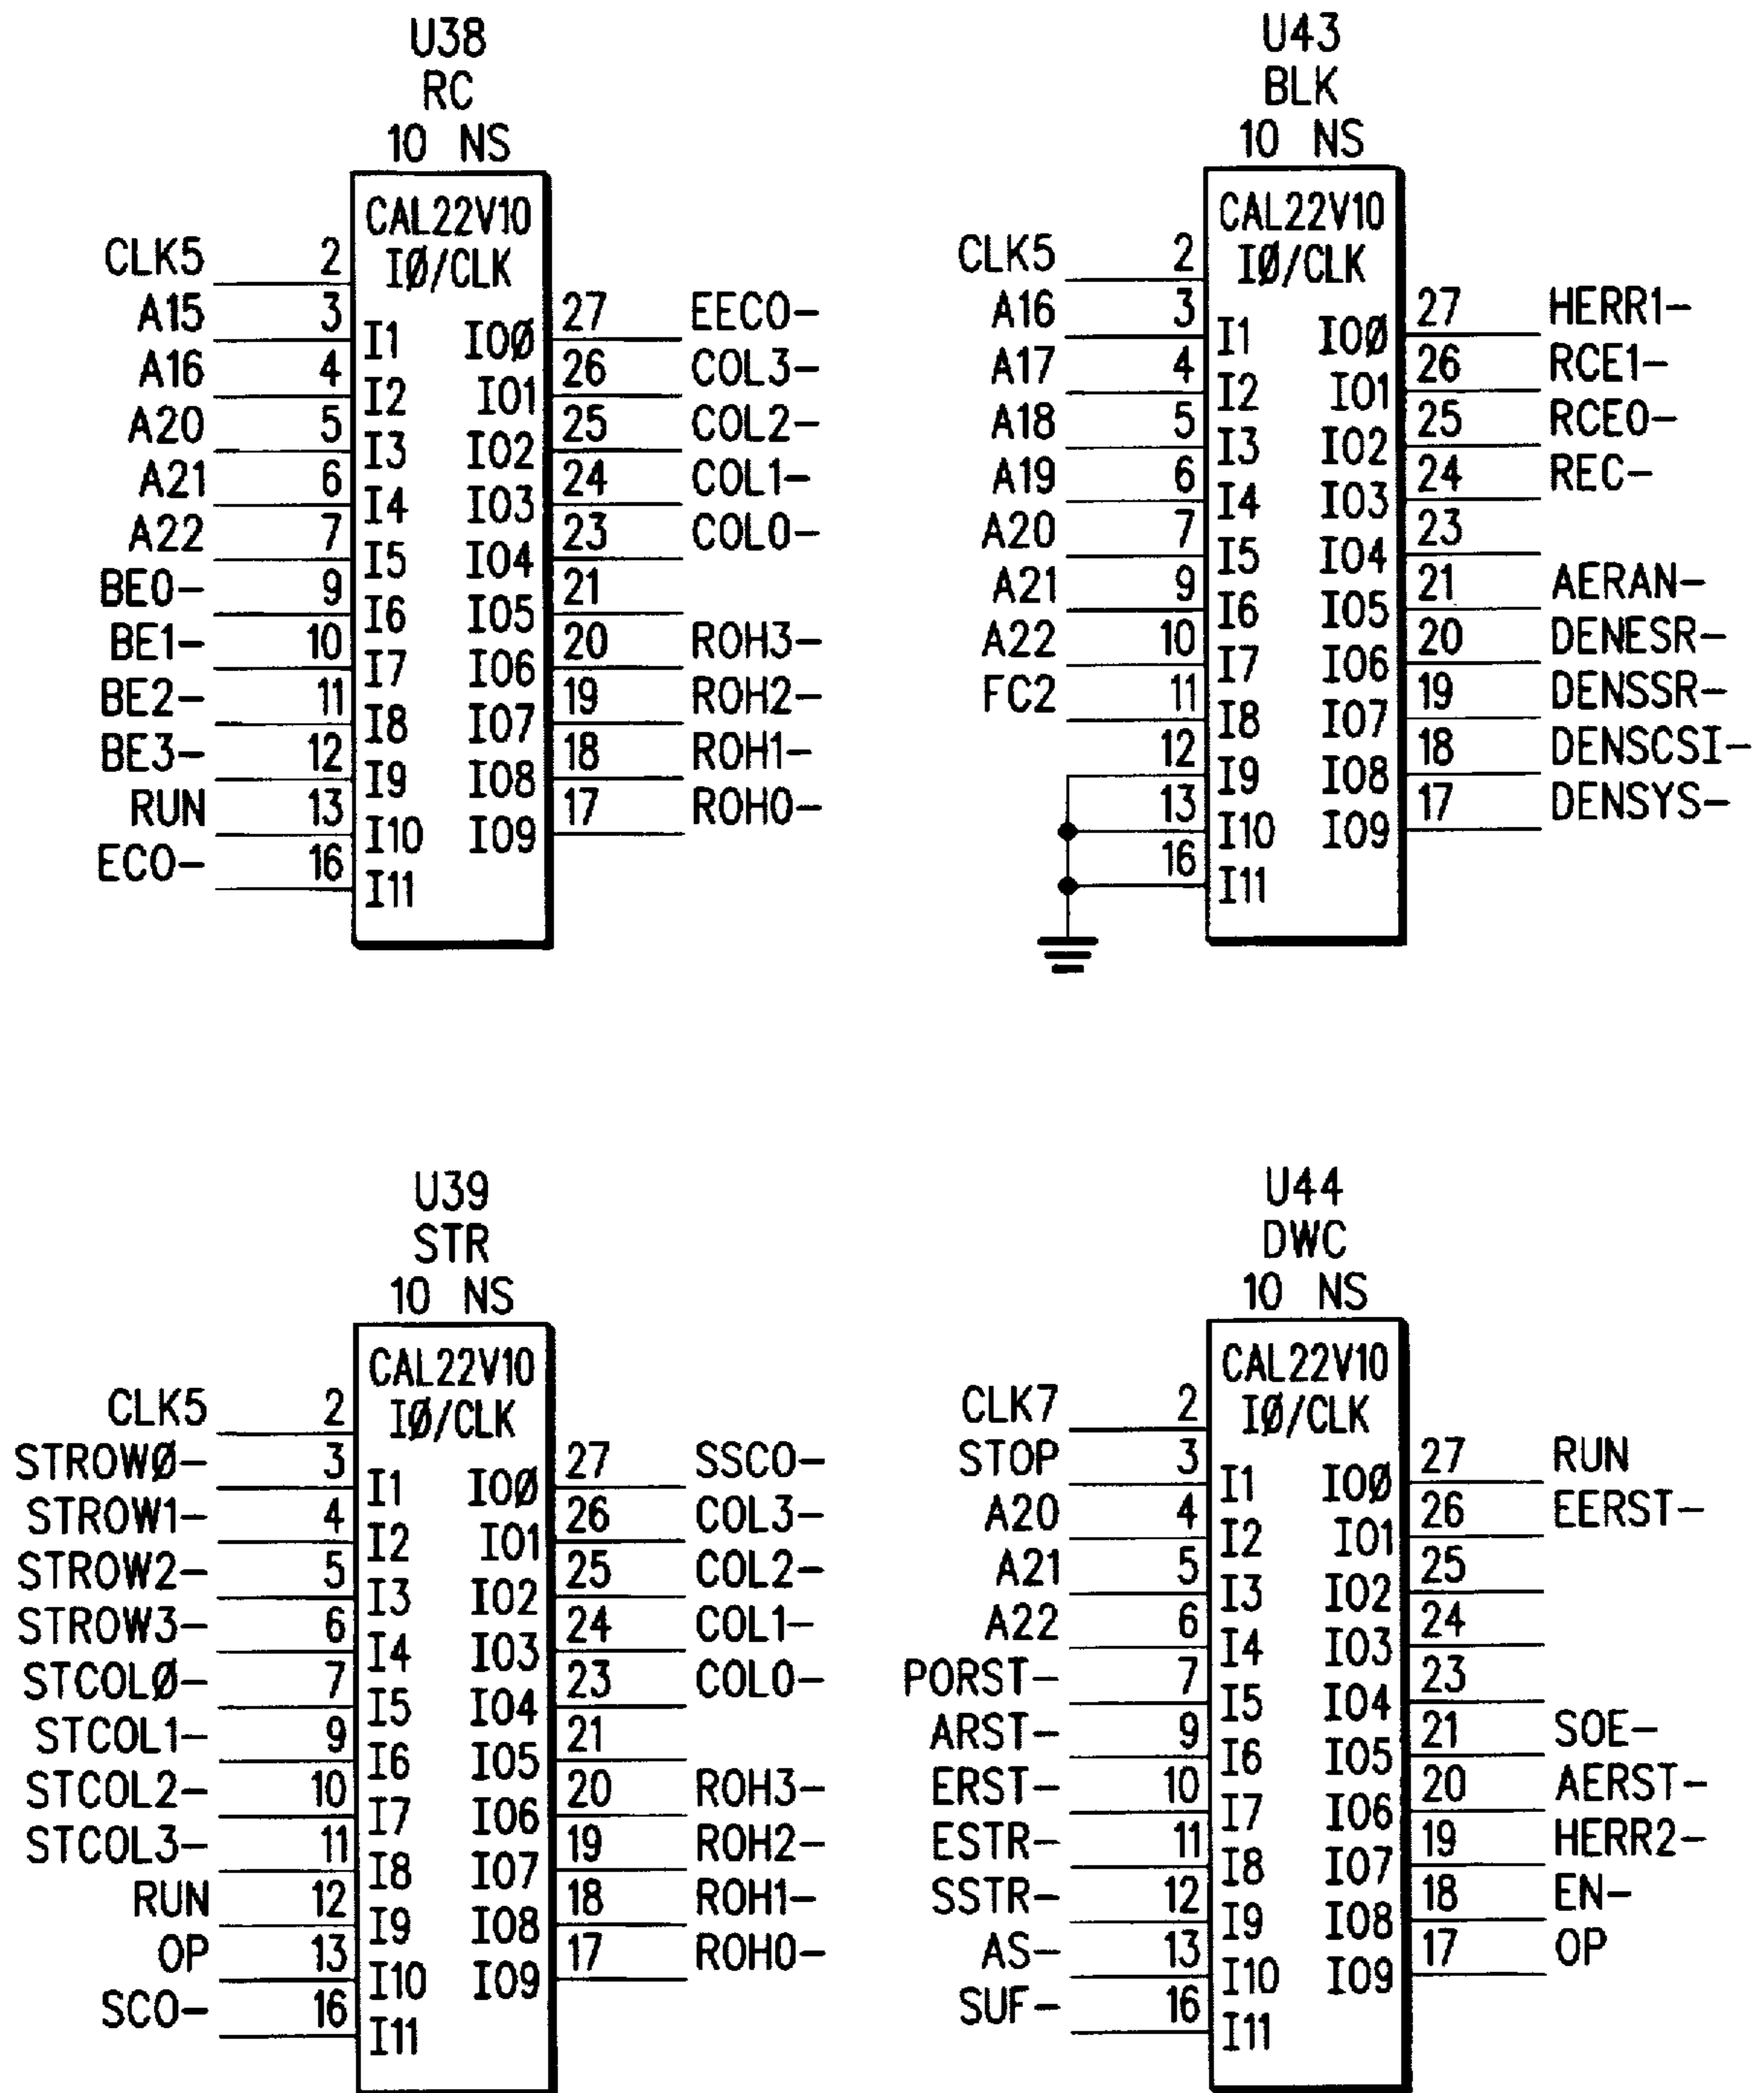 U38
RC
10 NS
CAL22V10
IØ/CLK
CLK5 2
A15 3 I1 IOØ 27 EECO-
A16 4 I2 IO1 26 COL3-
A20 5 I3 IO2 25 COL2-
A21 6 I4 IO3 24 COL1-
A22 7 I5 IO4 23 COLO-
BEO- 9 I6 IO5 21
BE1- 10 I7 IO6 20 ROH3-
BE2- 11 I8 IO7 19 ROH2-
BE3- 12 I9 IO8 18 ROH1-
RUN 13 I10 IO9 17 ROHO-
ECO- 16 I11
U43
BLK
10 NS
CAL22V10
IØ/CLK
CLK5 2
A16 3 I1 IOØ 27 HERR1-
A17 4 I2 IO1 26 RCE1-
A18 5 I3 IO2 25 RCEO-
A19 6 I4 IO3 24 REC-
A20 7 I5 IO4 23
A21 9 I6 IO5 21 AERAN-
A22 10 I7 IO6 20 DENESR-
FC2 11 I8 IO7 19 DENSSR-
12 I9 IO8 18 DENSCSI-
13 I10 IO9 17 DENSYS-
16 I11
U39
STR
10 NS
CAL22V10
IØ/CLK
CLK5 2
STROWØ- 3 I1 IOØ 27 SSCO-
STROW1- 4 I2 IO1 26 COL3-
STROW2- 5 I3 IO2 25 COL2-
STROW3- 6 I4 IO3 24 COL1-
STCOLØ- 7 I5 IO4 23 COLO-
STCOL1- 9 I6 IO5 21
STCOL2- 10 I7 IO6 20 ROH3-
STCOL3- 11 I8 IO7 19 ROH2-
RUN 12 I9 IO8 18 ROH1-
OP 13 I10 IO9 17 ROHO-
SCO- 16 I11
U44
DWC
10 NS
CAL22V10
IØ/CLK
CLK7 2
STOP 3 I1 IOØ 27 RUN
A20 4 I2 IO1 26 EERST-
A21 5 I3 IO2 25
A22 6 I4 IO3 24
PORST- 7 I5 IO4 23
ARST- 9 I6 IO5 21 SOE-
ERST- 10 I7 IO6 20 AERST-
ESTR- 11 I8 IO7 19 HERR2-
SSTR- 12 I9 IO8 18 EN-
AS- 13 I10 IO9 17 OP
SUF- 16 I11